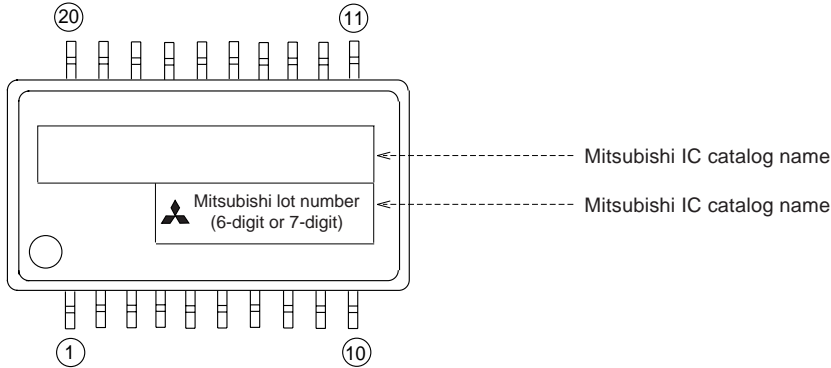 20 11
Mitsubishi IC catalog name
Mitsubishi lot number
(6-digit or 7-digit)
Mitsubishi IC catalog name
1 10